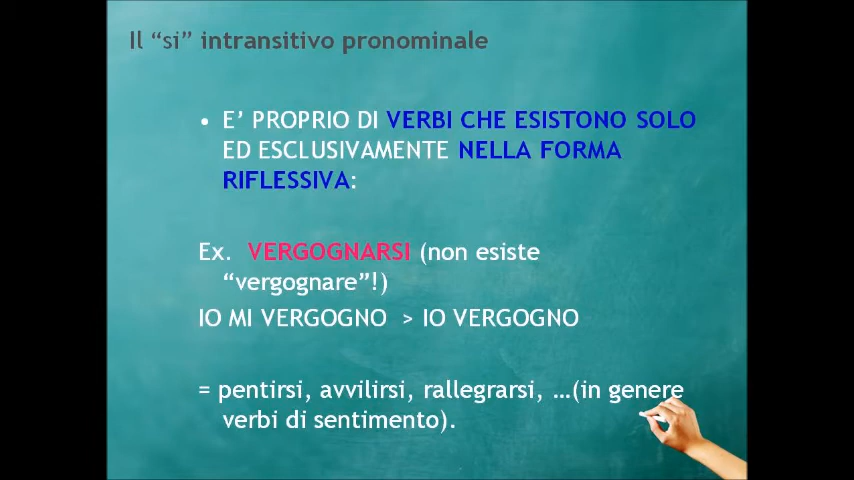 Il “si” intransitivo pronominale
• E’ PROPRIO DI VERBI CHE ESISTONO SOLO
ED ESCLUSIVAMENTE NELLA FORMA
RIFLESSIVA:
Ex. VERGOGNARSI (non esiste
“vergognare”!)
IO MI VERGOGNO > IO VERGOGNO
= pentirsi, avvilirsi, rallegrarsi, …(in genere
verbi di sentimento).